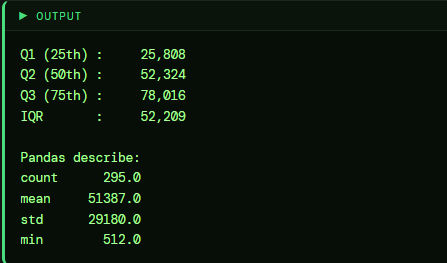 ▶ OUTPUT
Q1 (25th) :     25,808
Q2 (50th) :     52,324
Q3 (75th) :     78,016
IQR       :     52,209
Pandas describe:
count      295.0
mean     51387.0
std      29180.0
min        512.0